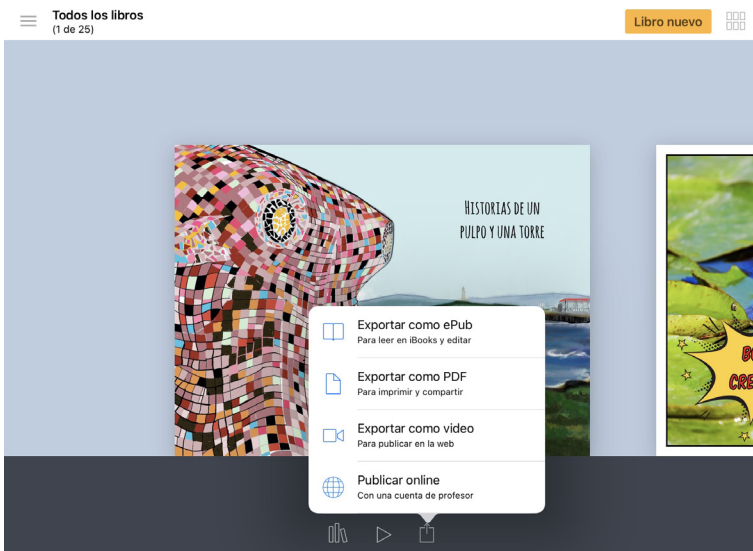 Todos los libros
(1 de 25)
Libro nuevo
HISTORIAS DE UN
PULPO Y UNA TORRE
Exportar como ePub
Para leer en iBooks y editar
Exportar como PDF
Para imprimir y compartir
Exportar como video
Para publicar en la web
Publicar online
Con una cuenta de profesor